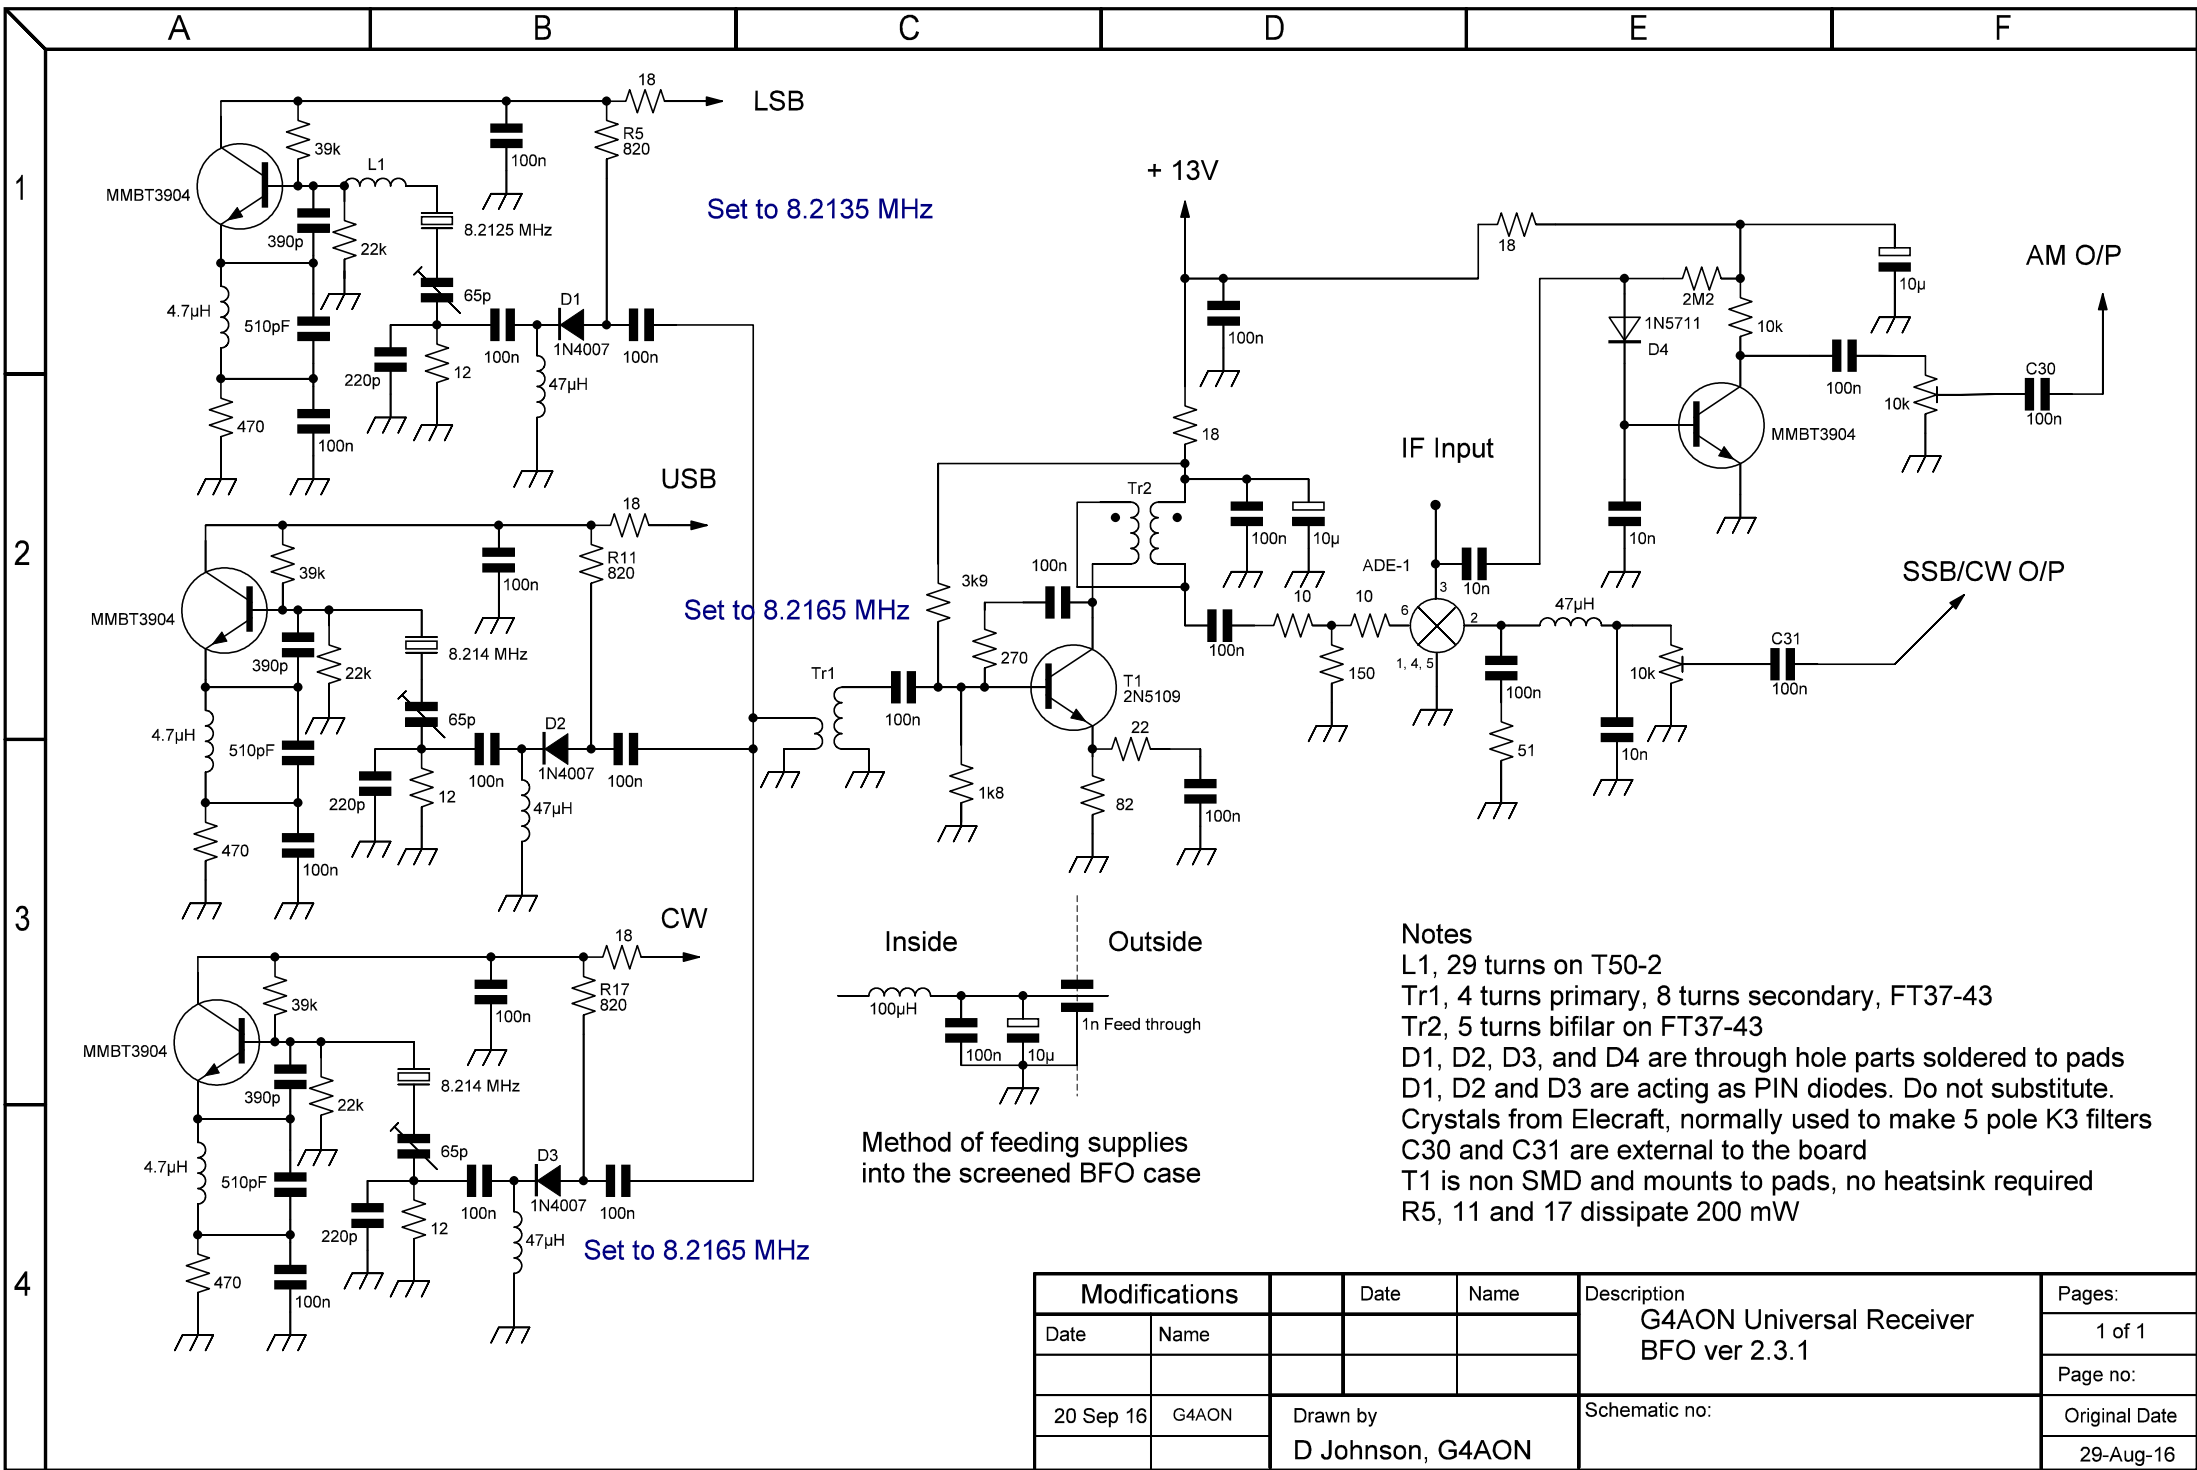 A B C D E F
1
2
3
4
18
LSB
R5
820
39k
L1
100n
MMBT3904
390p
22k
8.2125 MHz
Set to 8.2135 MHz
4.7µH
510pF
65p
D1
1N4007
100n
100n
220p
12
47µH
470
100n
USB
18
R11
820
39k
100n
MMBT3904
390p
22k
8.214 MHz
Set to 8.2165 MHz
4.7µH
510pF
65p
D2
1N4007
100n
100n
220p
12
47µH
470
100n
CW
18
R17
820
39k
100n
MMBT3904
390p
22k
8.214 MHz
4.7µH
510pF
65p
D3
1N4007
100n
100n
220p
12
47µH
Set to 8.2165 MHz
470
100n
+ 13V
100n
18
Tr2
100n
10µ
3k9
100n
270
Tr1
100n
T1
2N5109
1k8
22
82
100n
100n
10
10
150
IF Input
ADE-1
3
6
2
1, 4, 5
10n
18
2M2
1N5711
D4
10k
10µ
AM O/P
100n
10k
C30
100n
MMBT3904
10n
SSB/CW O/P
47µH
100n
51
10n
10k
C31
100n
Inside
Outside
100µH
100n
10µ
1n Feed through
Method of feeding supplies
into the screened BFO case
Notes
L1, 29 turns on T50-2
Tr1, 4 turns primary, 8 turns secondary, FT37-43
Tr2, 5 turns bifilar on FT37-43
D1, D2, D3, and D4 are through hole parts soldered to pads
D1, D2 and D3 are acting as PIN diodes. Do not substitute.
Crystals from Elecraft, normally used to make 5 pole K3 filters
C30 and C31 are external to the board
T1 is non SMD and mounts to pads, no heatsink required
R5, 11 and 17 dissipate 200 mW
Modifications
Date Name
20 Sep 16 G4AON
Date Name
Drawn by
D Johnson, G4AON
Description
G4AON Universal Receiver
BFO ver 2.3.1
Schematic no:
Pages:
1 of 1
Page no:
Original Date
29-Aug-16